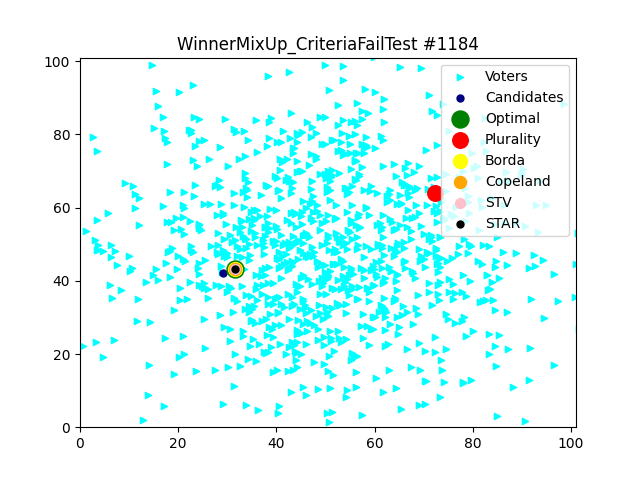 WinnerMixUp_CriteriaFailTest #1184
100
80
60
40
20
0
0 20 40 60 80 100
Voters
Candidates
Optimal
Plurality
Borda
Copeland
STV
STAR